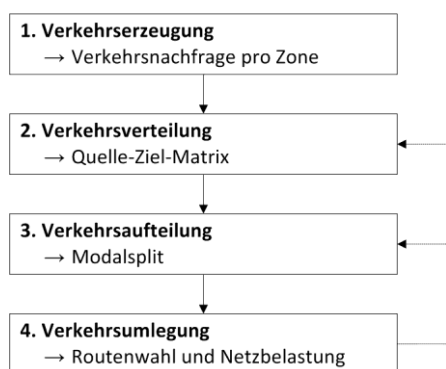 1. Verkehrserzeugung
→ Verkehrsnachfrage pro Zone
2. Verkehrsverteilung
→ Quelle-Ziel-Matrix
3. Verkehrsaufteilung
→ Modalsplit
4. Verkehrsumlegung
→ Routenwahl und Netzbelastung